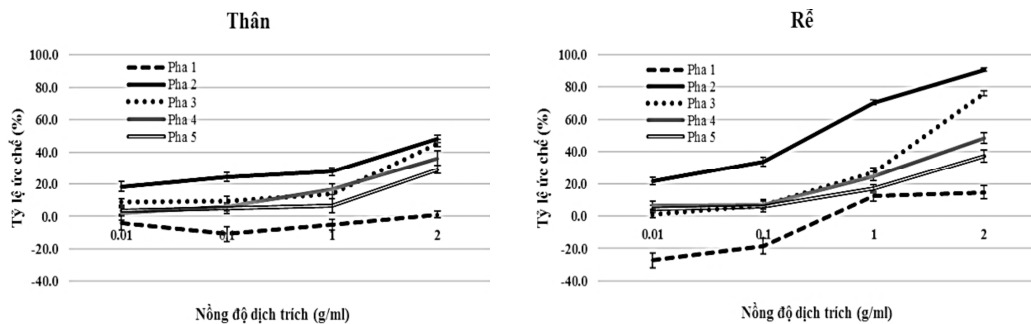 Thân
Tỷ lệ ức chế (%)
100.0
80.0
60.0
40.0
20.0
0.0
-20.0
-40.0
Pha 1
Pha 2
Pha 3
Pha 4
Pha 5
0.01 0.1 1 2
Nồng độ dịch trích (g/ml)
Rễ
Tỷ lệ ức chế (%)
100.0
80.0
60.0
40.0
20.0
0.0
-20.0
-40.0
Pha 1
Pha 2
Pha 3
Pha 4
Pha 5
0.01 0.1 1 2
Nồng độ dịch trích (g/ml)